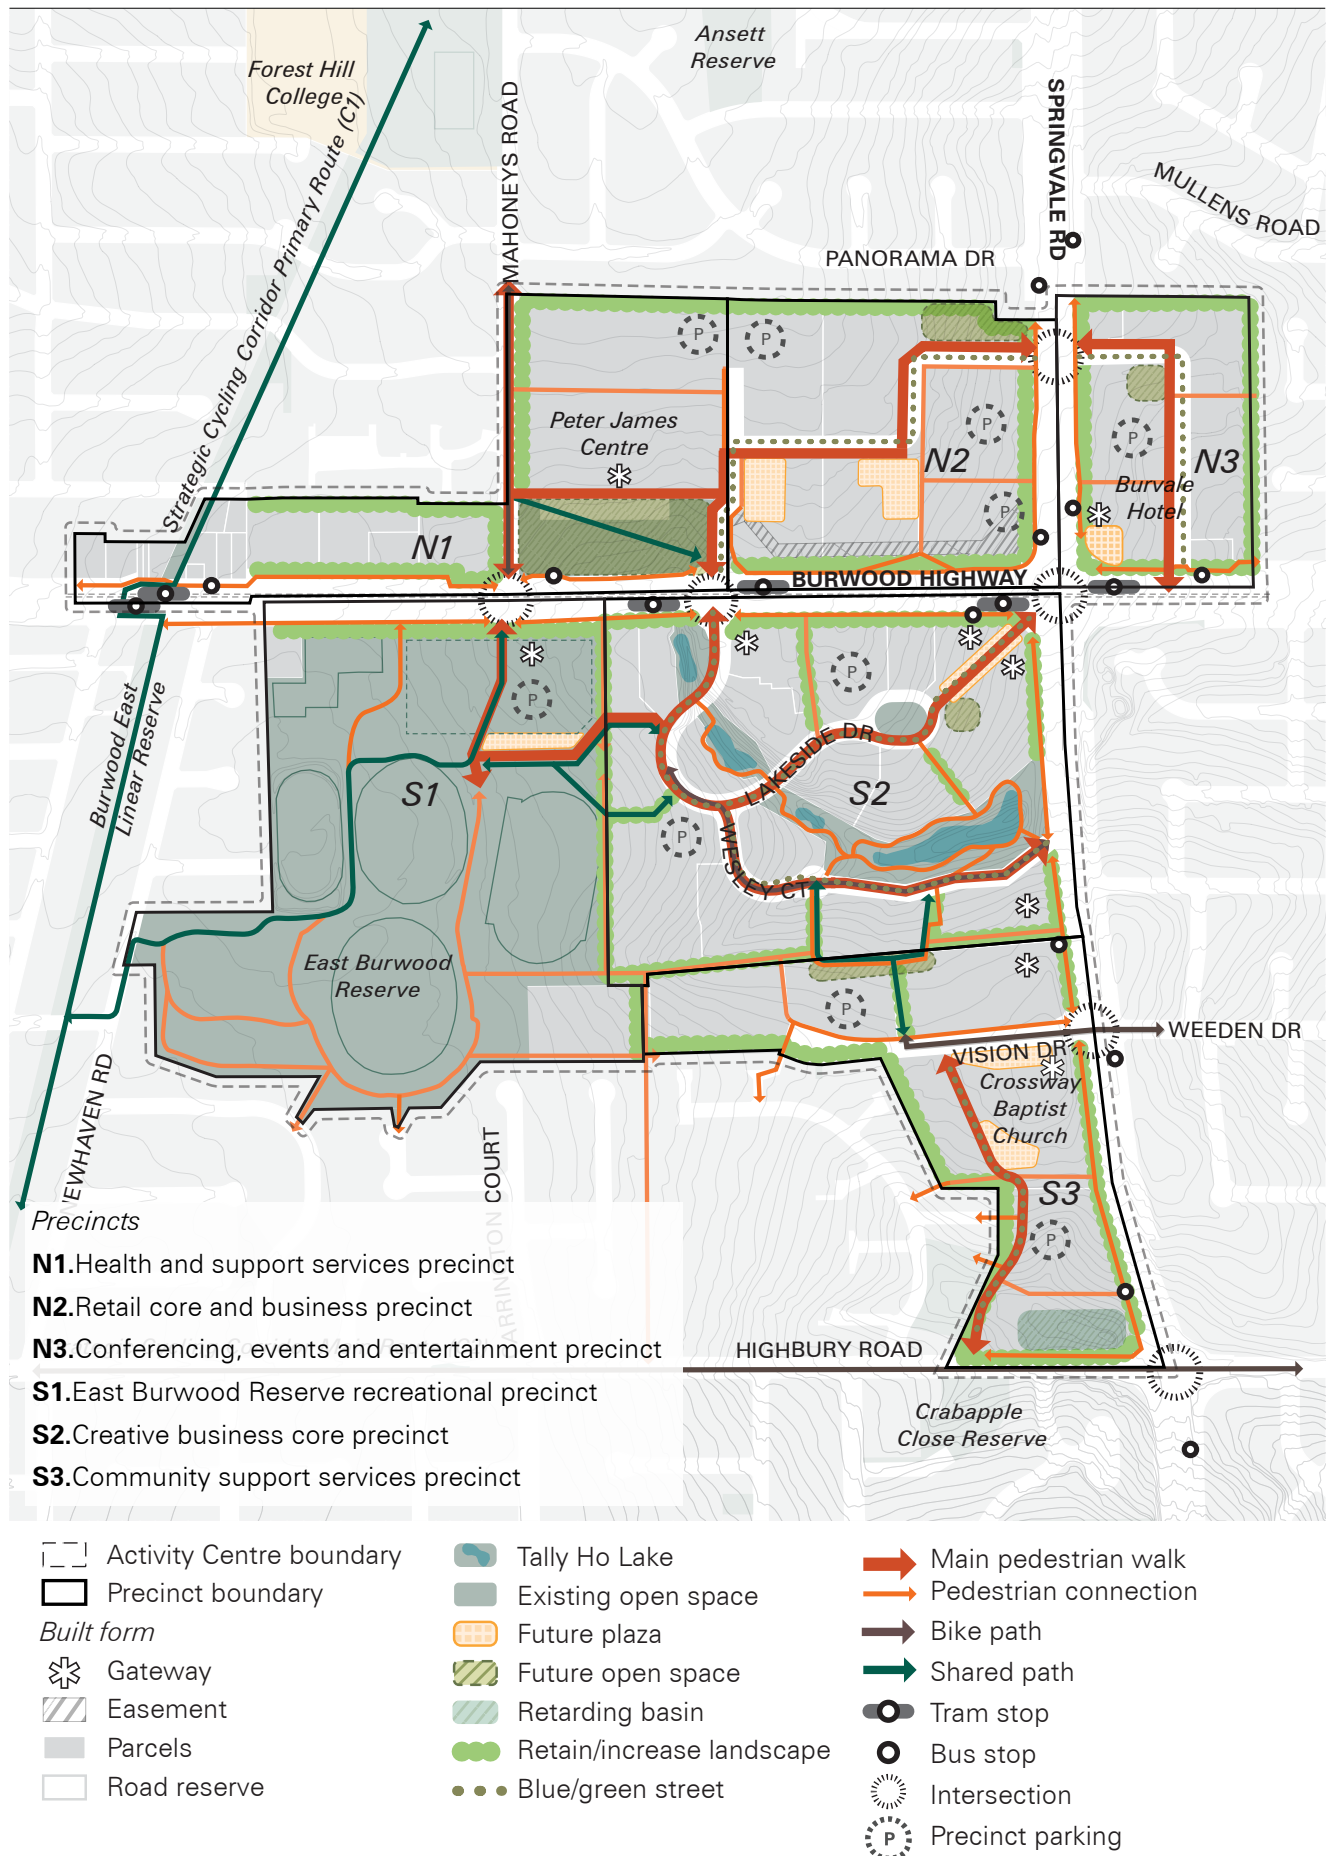 Ansett
Reserve
Forest Hill
College
Strategic Cycling Corridor Primary Route (C1)
MAHONEYS ROAD
SPRINGVALE RD
MULLENS ROAD
PANORAMA DR
P
P
Peter James
Centre
P
N2
P
P
N3
Burvale
Hotel
N1
BURWOOD HIGHWAY
Burwood East
Linear Reserve
P
P
LAKESIDE DR
S1
S2
P
WESLEY CT
East Burwood
Reserve
P
WEEDEN DR
VISION DR
Crossway
Baptist
Church
NEWHAVEN RD
ARRINGTON COURT
S3
P
HIGHBURY ROAD
Crabapple
Close Reserve
Precincts
N1.Health and support services precinct
N2.Retail core and business precinct
N3.Conferencing, events and entertainment precinct
S1.East Burwood Reserve recreational precinct
S2.Creative business core precinct
S3.Community support services precinct
Activity Centre boundary
Precinct boundary
Built form
Gateway
Easement
Parcels
Road reserve
Tally Ho Lake
Existing open space
Future plaza
Future open space
Retarding basin
Retain/increase landscape
Blue/green street
Main pedestrian walk
Pedestrian connection
Bike path
Shared path
Tram stop
Bus stop
Intersection
P Precinct parking